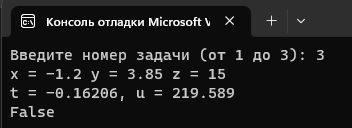 Консоль отладки Microsoft V
Введите номер задачи (от 1 до 3): 3
x = -1.2 y = 3.85 z = 15
t = -0.16206, u = 219.589
False